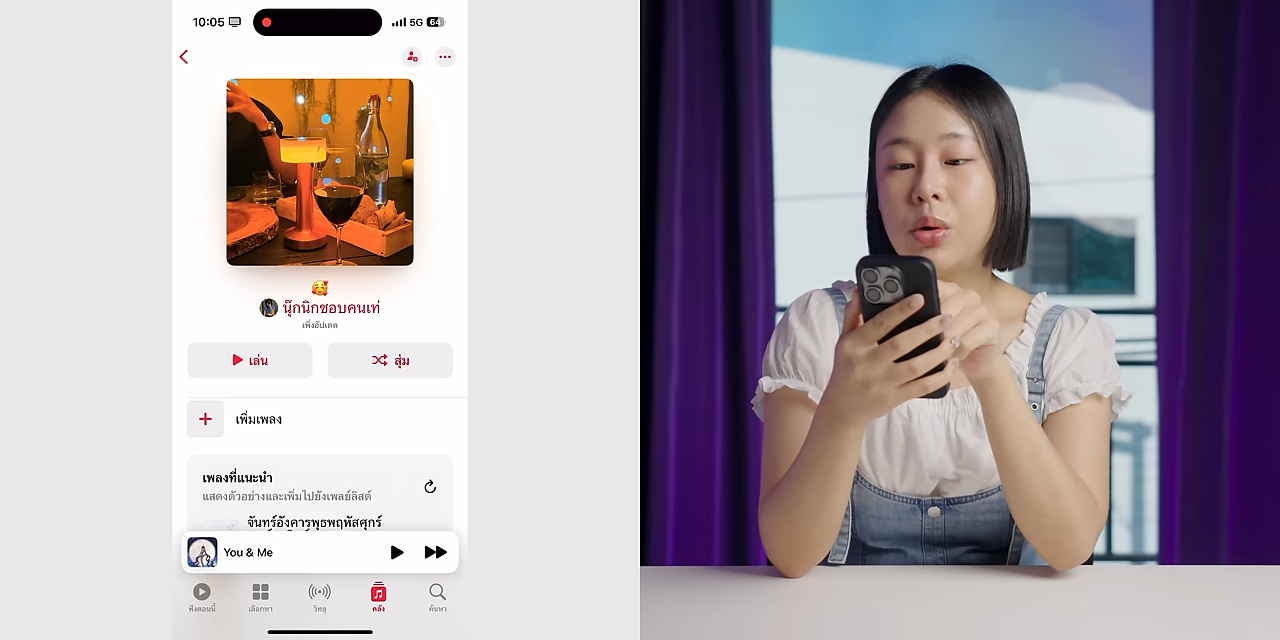 10:05
5G 64
🥰
นุ๊กนิกชอบคนเท่
เพิ่งอัปเดต
เล่น
สุ่ม
เพิ่มเพลง
เพลงที่แนะนำ
แสดงตัวอย่างและเพิ่มไปยังเพลย์ลิสต์
จันทร์อังคารพุธพฤหัสศุกร์
You & Me
ฟังตอนนี้
เลือกหา
วิทยุ
คลัง
ค้นหา